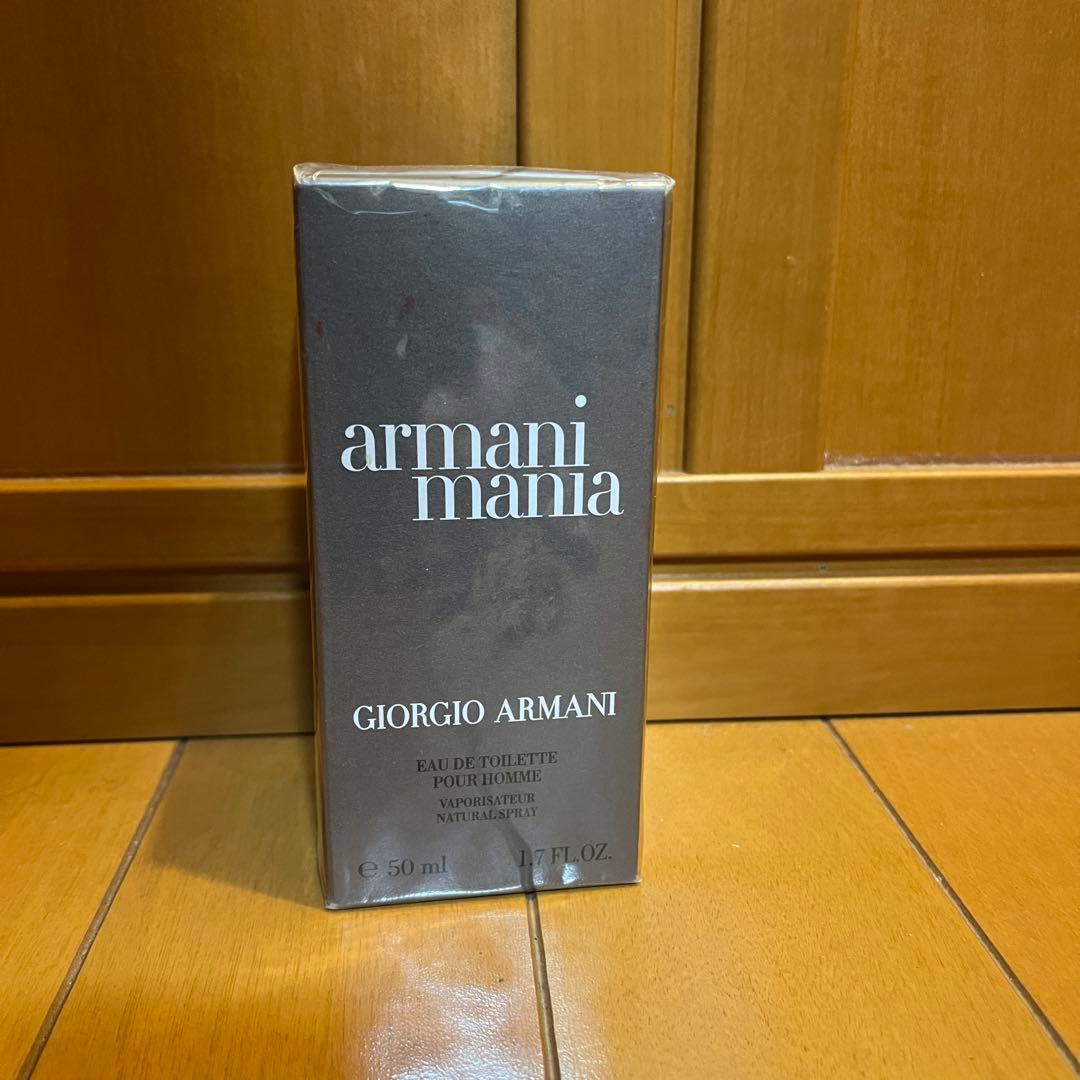 armani
mania
GIORGIO ARMANI
EAU DE TOILETTE
POUR HOMME
VAPORISATEUR
NATURAL SPRAY
℮ 50 ml 1.7 FL.OZ.